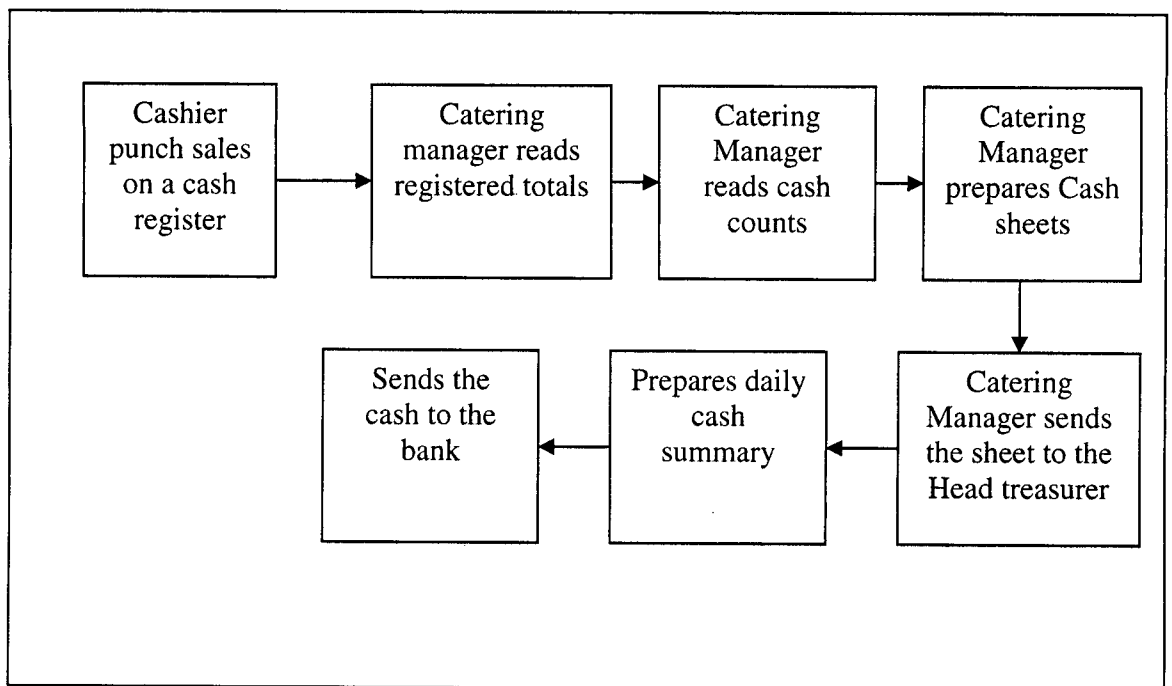 Cashier
punch sales
on a cash
register
Catering
manager reads
registered totals
Catering
Manager
reads cash
counts
Catering
Manager
prepares Cash
sheets
Catering
Manager sends
the sheet to the
Head treasurer
Prepares daily
cash
summary
Sends the
cash to the
bank